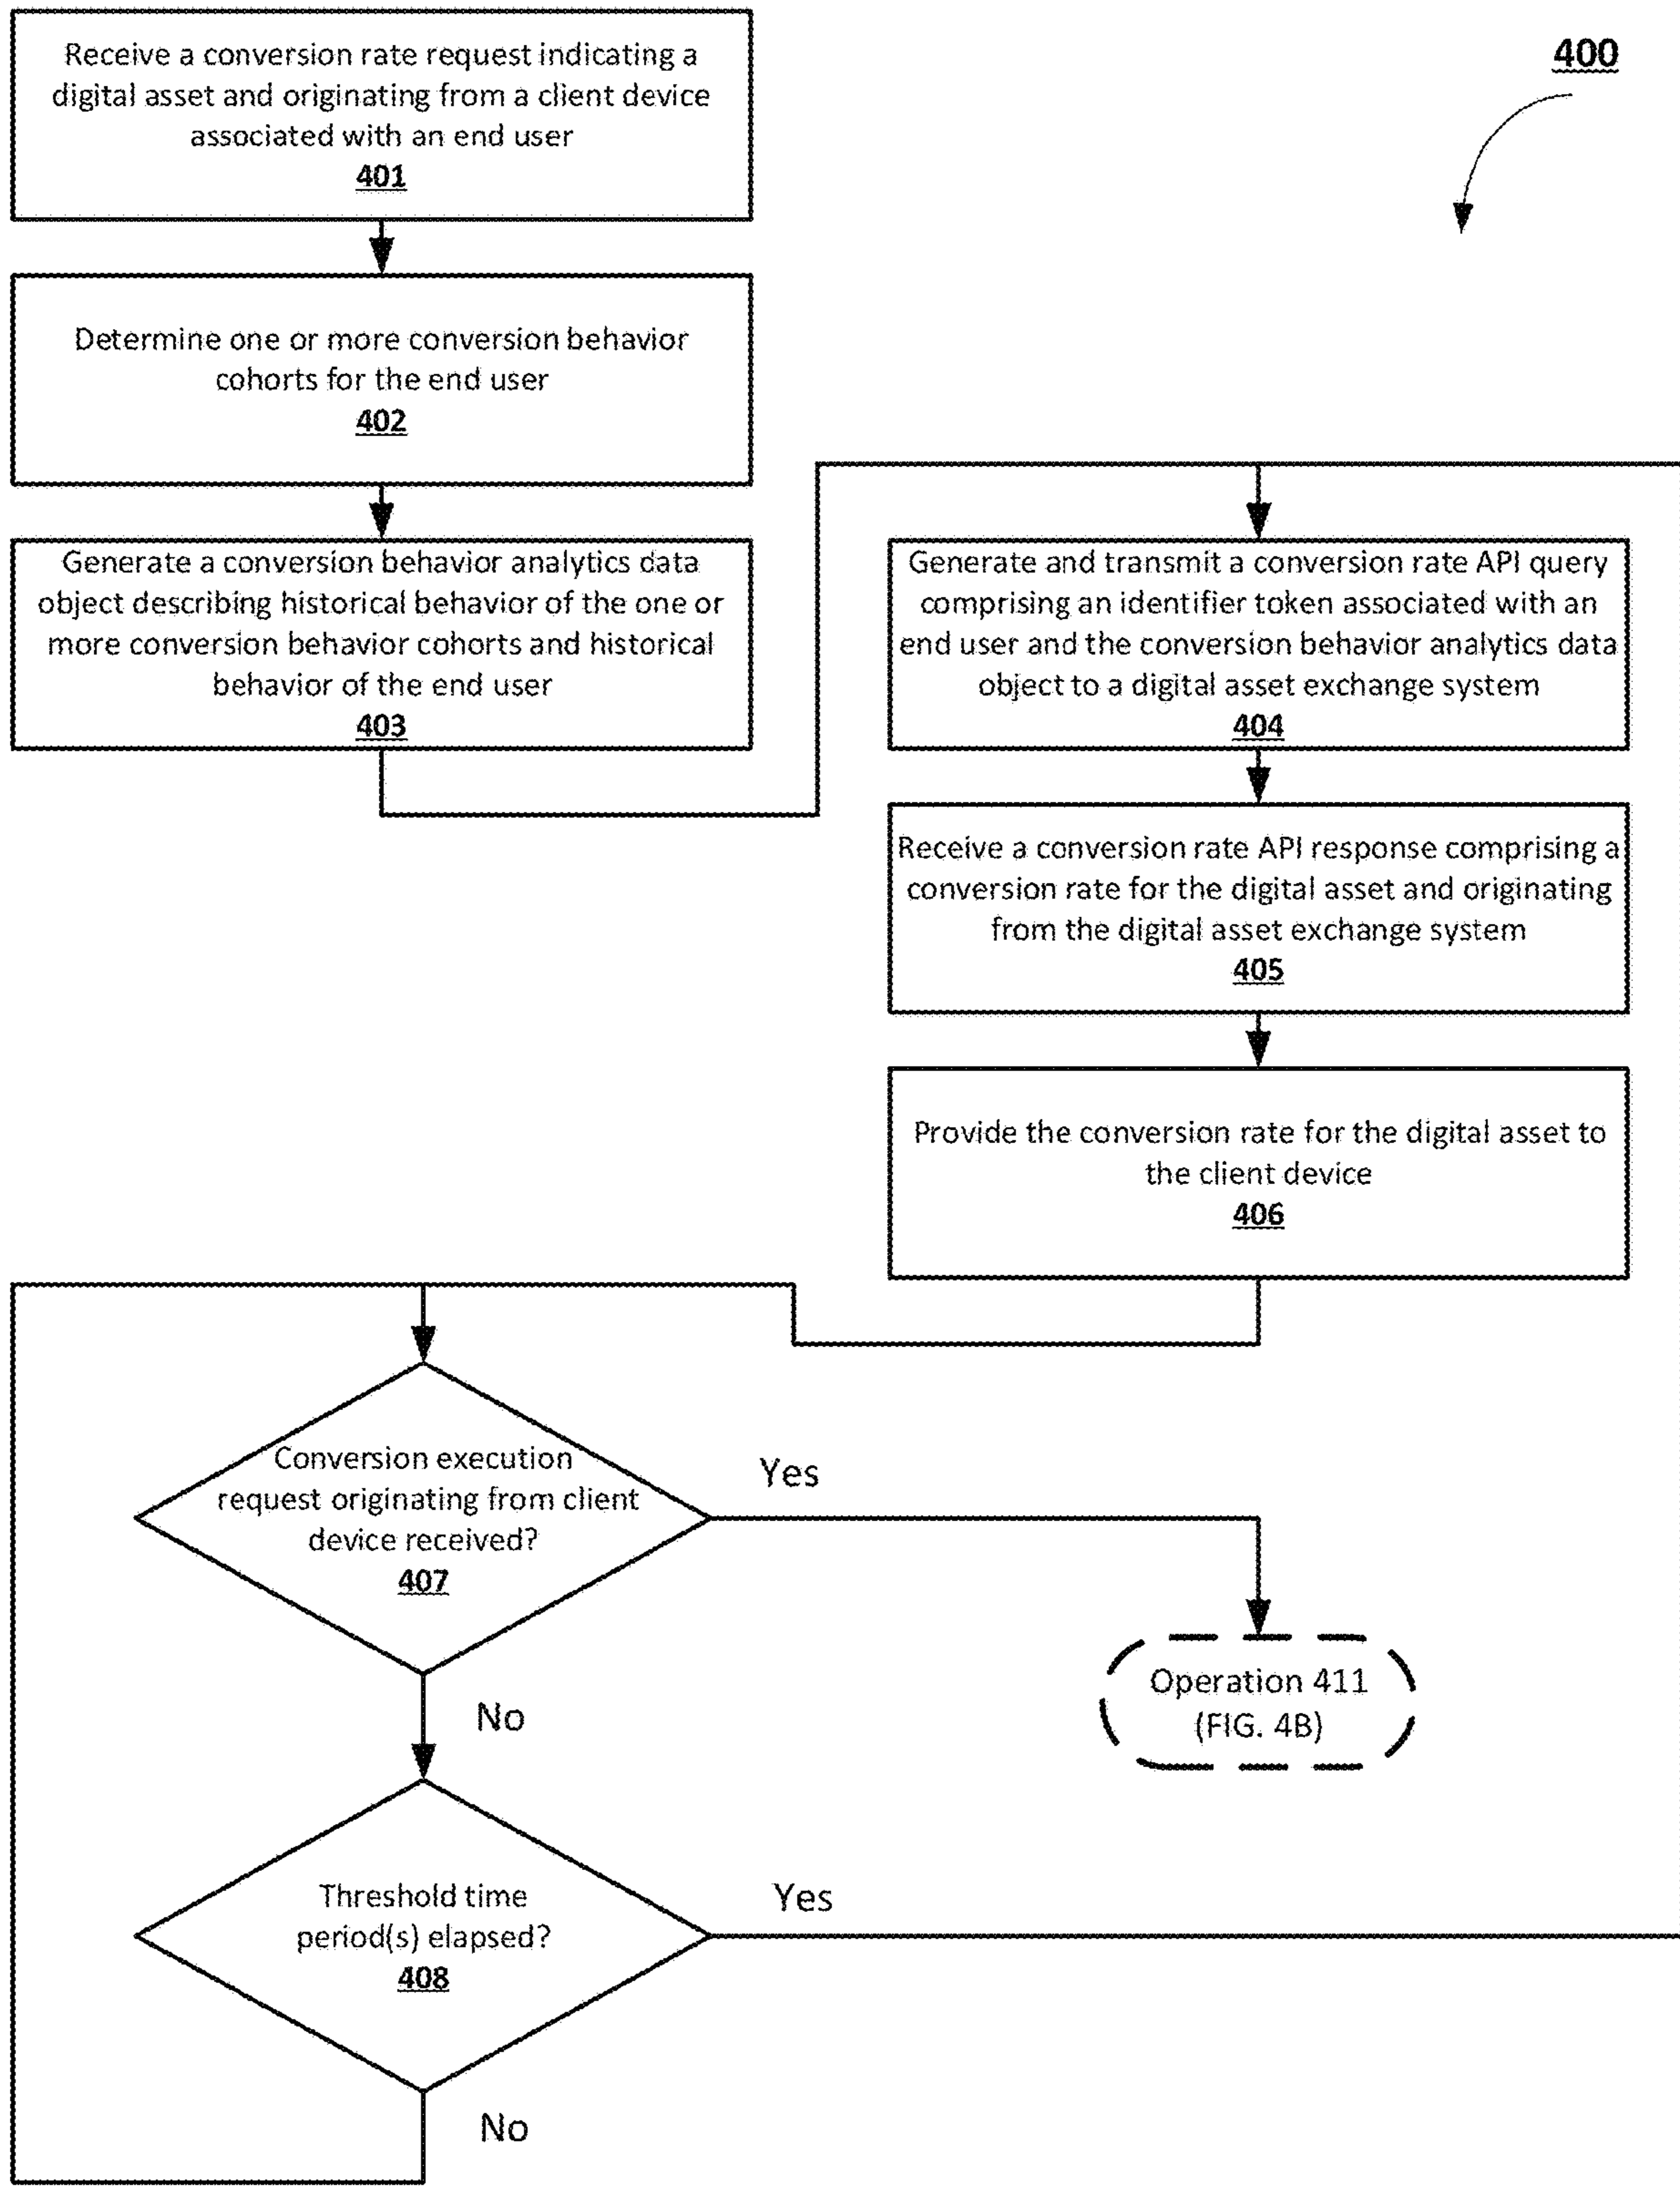 400
Receive a conversion rate request indicating a
digital asset and originating from a client device
associated with an end user
401
Determine one or more conversion behavior
cohorts for the end user
402
Generate a conversion behavior analytics data
object describing historical behavior of the one or
more conversion behavior cohorts and historical
behavior of the end user
403
Generate and transmit a conversion rate API query
comprising an identifier token associated with an
end user and the conversion behavior analytics data
object to a digital asset exchange system
404
Receive a conversion rate API response comprising a
conversion rate for the digital asset and originating
from the digital asset exchange system
405
Provide the conversion rate for the digital asset to
the client device
406
Conversion execution
request originating from client
device received?
407
Yes
No
Operation 411
(FIG. 4B)
Threshold time
period(s) elapsed?
408
Yes
No